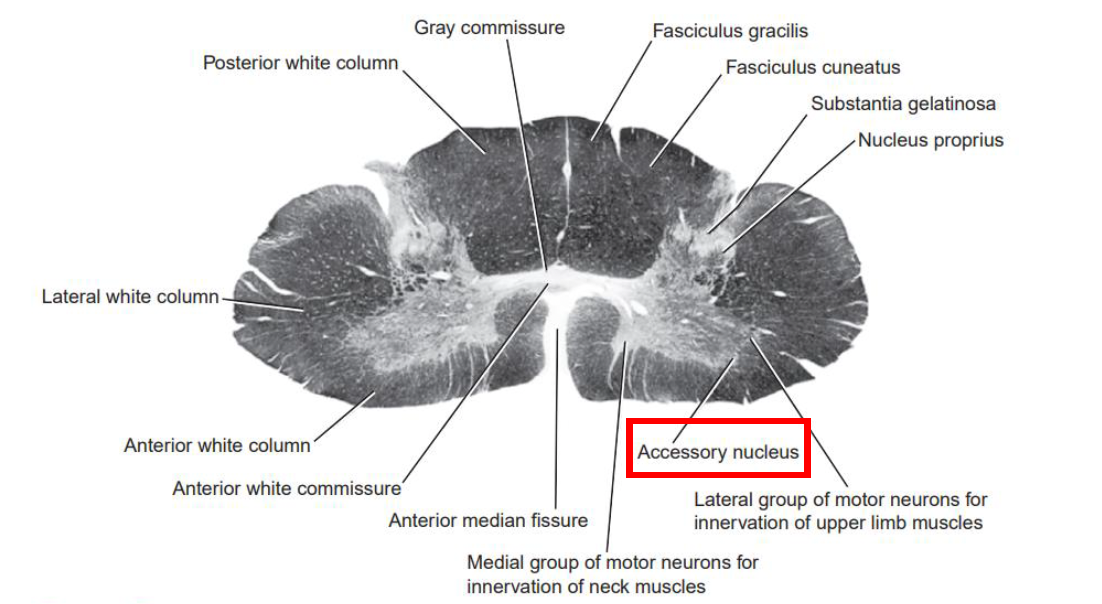 Gray commissure
Fasciculus gracilis
Posterior white column
Fasciculus cuneatus
Substantia gelatinosa
Nucleus proprius
Lateral white column
Anterior white column
Accessory nucleus
Anterior white commissure
Lateral group of motor neurons for
innervation of upper limb muscles
Anterior median fissure
Medial group of motor neurons for
innervation of neck muscles